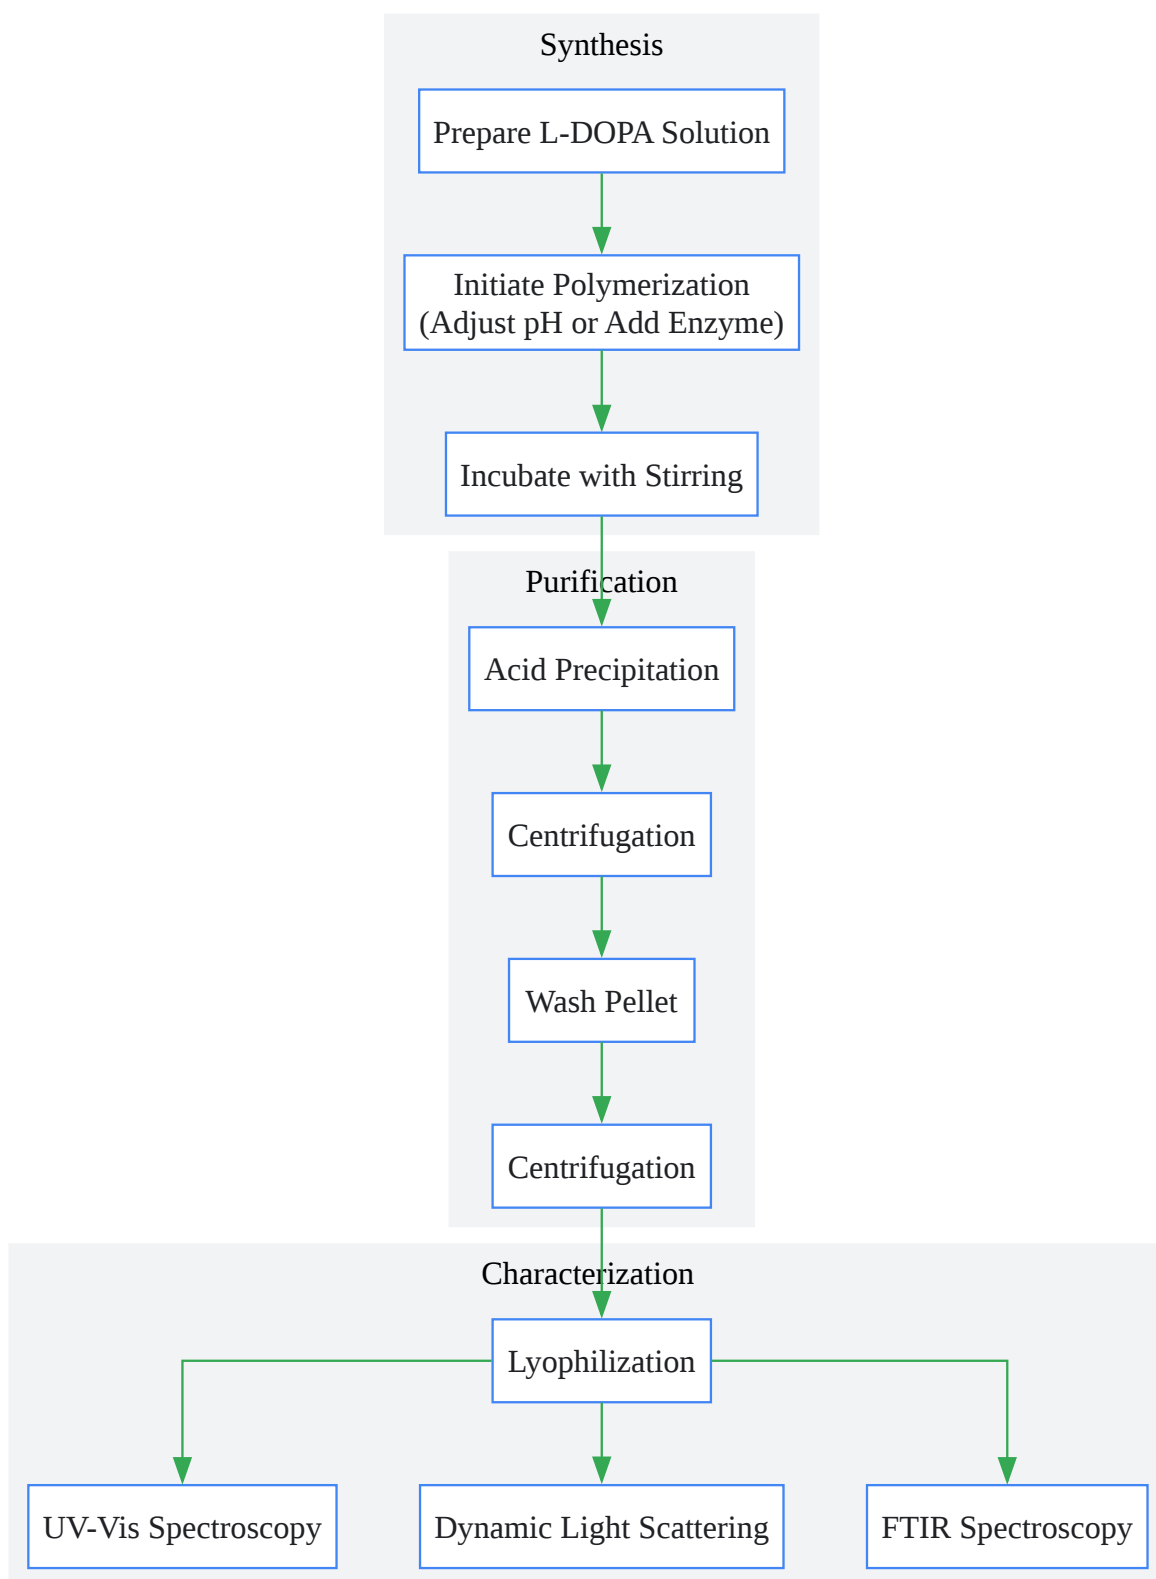 Synthesis
Prepare L-DOPA Solution
Initiate Polymerization
(Adjust pH or Add Enzyme)
Incubate with Stirring
Purification
Acid Precipitation
Centrifugation
Wash Pellet
Centrifugation
Characterization
Lyophilization
UV-Vis Spectroscopy
Dynamic Light Scattering
FTIR Spectroscopy